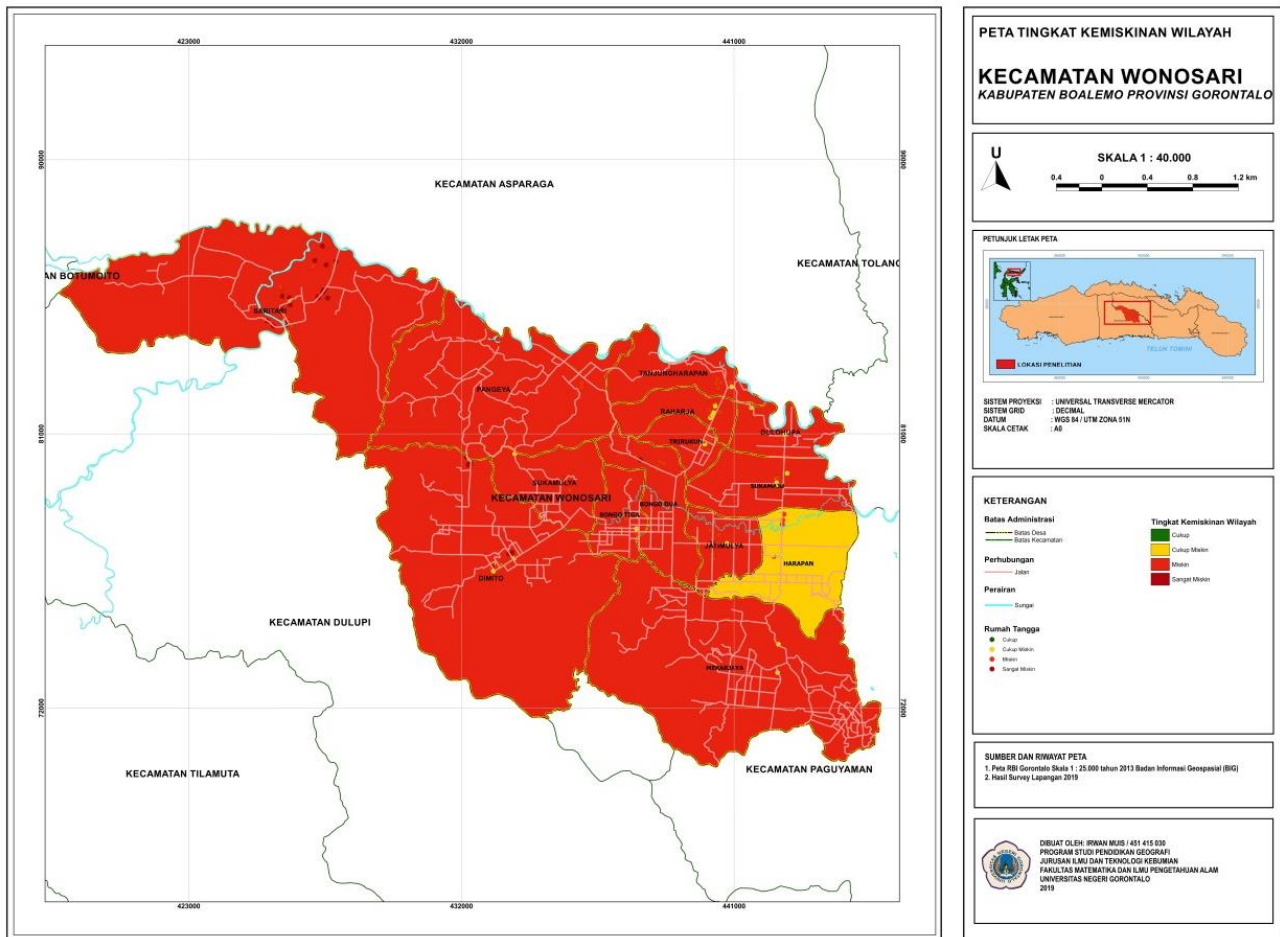 423000
432000
441000
90000
90000
KECAMATAN ASPARAGA
KECAMATAN TOLANG
AN BOTUMOITO
SARITANI
TANJUNGHARAPAN
PANGEYA
RAHARJA
DULOHUPA
81000
TRIRUKUN
81000
SUKAMULYA
SUKAMAJU
KECAMATAN WONOSARI
BONGO DUA
BONGO TIGA
JATIMULYA
HARAPAN
DIMITO
KECAMATAN DULUPI
MEKARJAYA
72000
72000
KECAMATAN TILAMUTA
KECAMATAN PAGUYAMAN
423000
432000
441000
PETA TINGKAT KEMISKINAN WILAYAH
KECAMATAN WONOSARI
KABUPATEN BOALEMO PROVINSI GORONTALO
U
SKALA 1 : 40.000
0.4 0 0.4 0.8 1.2 km
PETUNJUK LETAK PETA
TELUK TOMINI
LOKASI PENELITIAN
SISTEM PROYEKSI : UNIVERSAL TRANSVERSE MERCATOR
SISTEM GRID : DECIMAL
DATUM : WGS 84 / UTM ZONA 51N
SKALA CETAK : A0
KETERANGAN
Batas Administrasi
Batas Desa
Batas Kecamatan
Perhubungan
Jalan
Perairan
Sungai
Rumah Tangga
Cukup
Cukup Miskin
Miskin
Sangat Miskin
Tingkat Kemiskinan Wilayah
Cukup
Cukup Miskin
Miskin
Sangat Miskin
SUMBER DAN RIWAYAT PETA
1. Peta RBI Gorontalo Skala 1 : 25.000 tahun 2013 Badan Informasi Geospasial (BIG)
2. Hasil Survey Lapangan 2019
DIBUAT OLEH: IRWAN MUIS / 451 415 030
PROGRAM STUDI PENDIDIKAN GEOGRAFI
JURUSAN ILMU DAN TEKNOLOGI KEBUMIAN
FAKULTAS MATEMATIKA DAN ILMU PENGETAHUAN ALAM
UNIVERSITAS NEGERI GORONTALO
2019